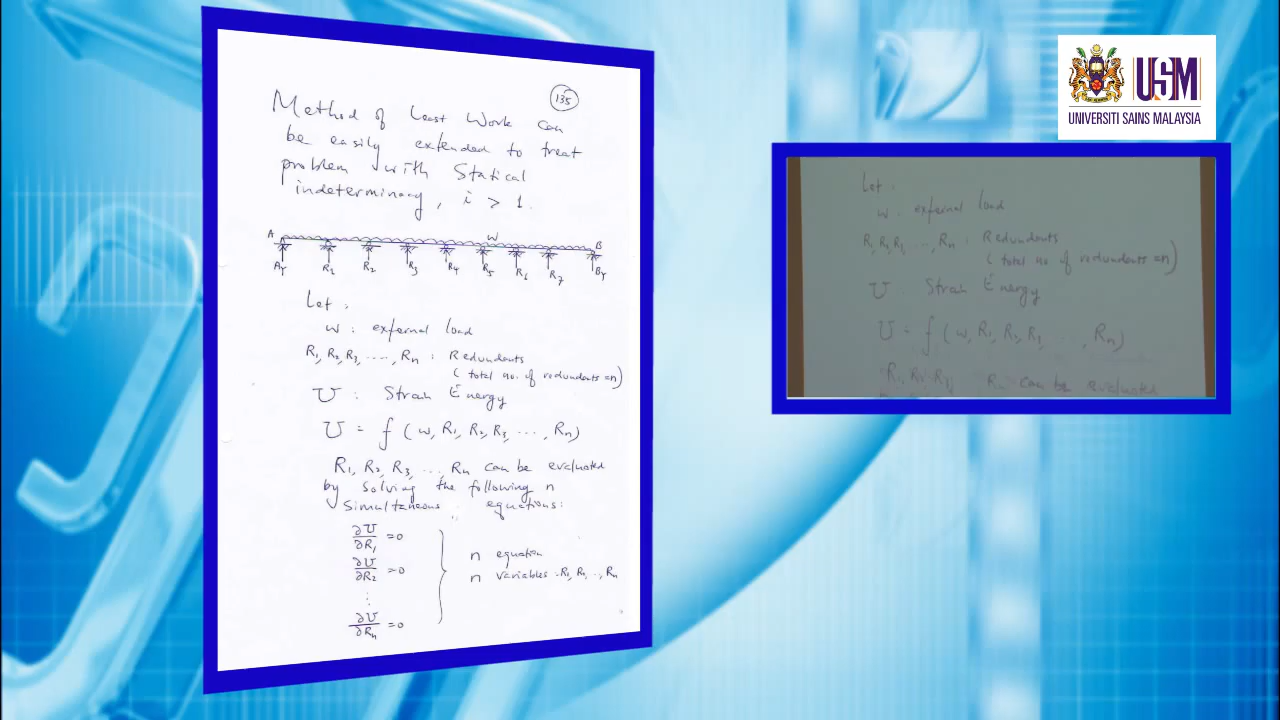 135
Method of Least Work can
be easily extended to treat
problem with Statical
indeterminacy, i > 1.
A w B
Ay R1 R2 R3 R4 R5 R6 R7 By
Let :
w : external load
R1, R2, R3, ...., Rn : Redundants
( total no. of redundants = n)
U : Strain Energy
U = f ( w, R1, R2, R3, ..., Rn)
R1, R2, R3, ... Rn can be evaluated
by solving the following n
Simultaneous equations:
∂U/∂R1 = 0
∂U/∂R2 = 0
⋮
∂U/∂Rn = 0
n equation
n variables : R1, R2, .., Rn
USM
UNIVERSITI SAINS MALAYSIA
Let :
w : external load
R1, R2, R3, ..., Rn : Redundants
( total no. of redundants = n)
U : Strain Energy
U = f ( w, R1, R2, R3, ..., Rn)
R1, R2, R3, Rn can be evaluated